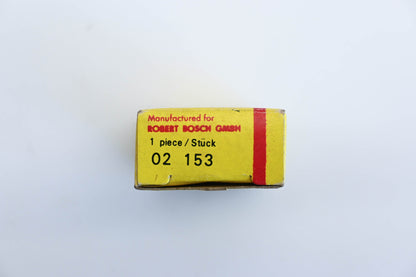 Manufactured for
ROBERT BOSCH GMBH
1 piece/Stück
02 153